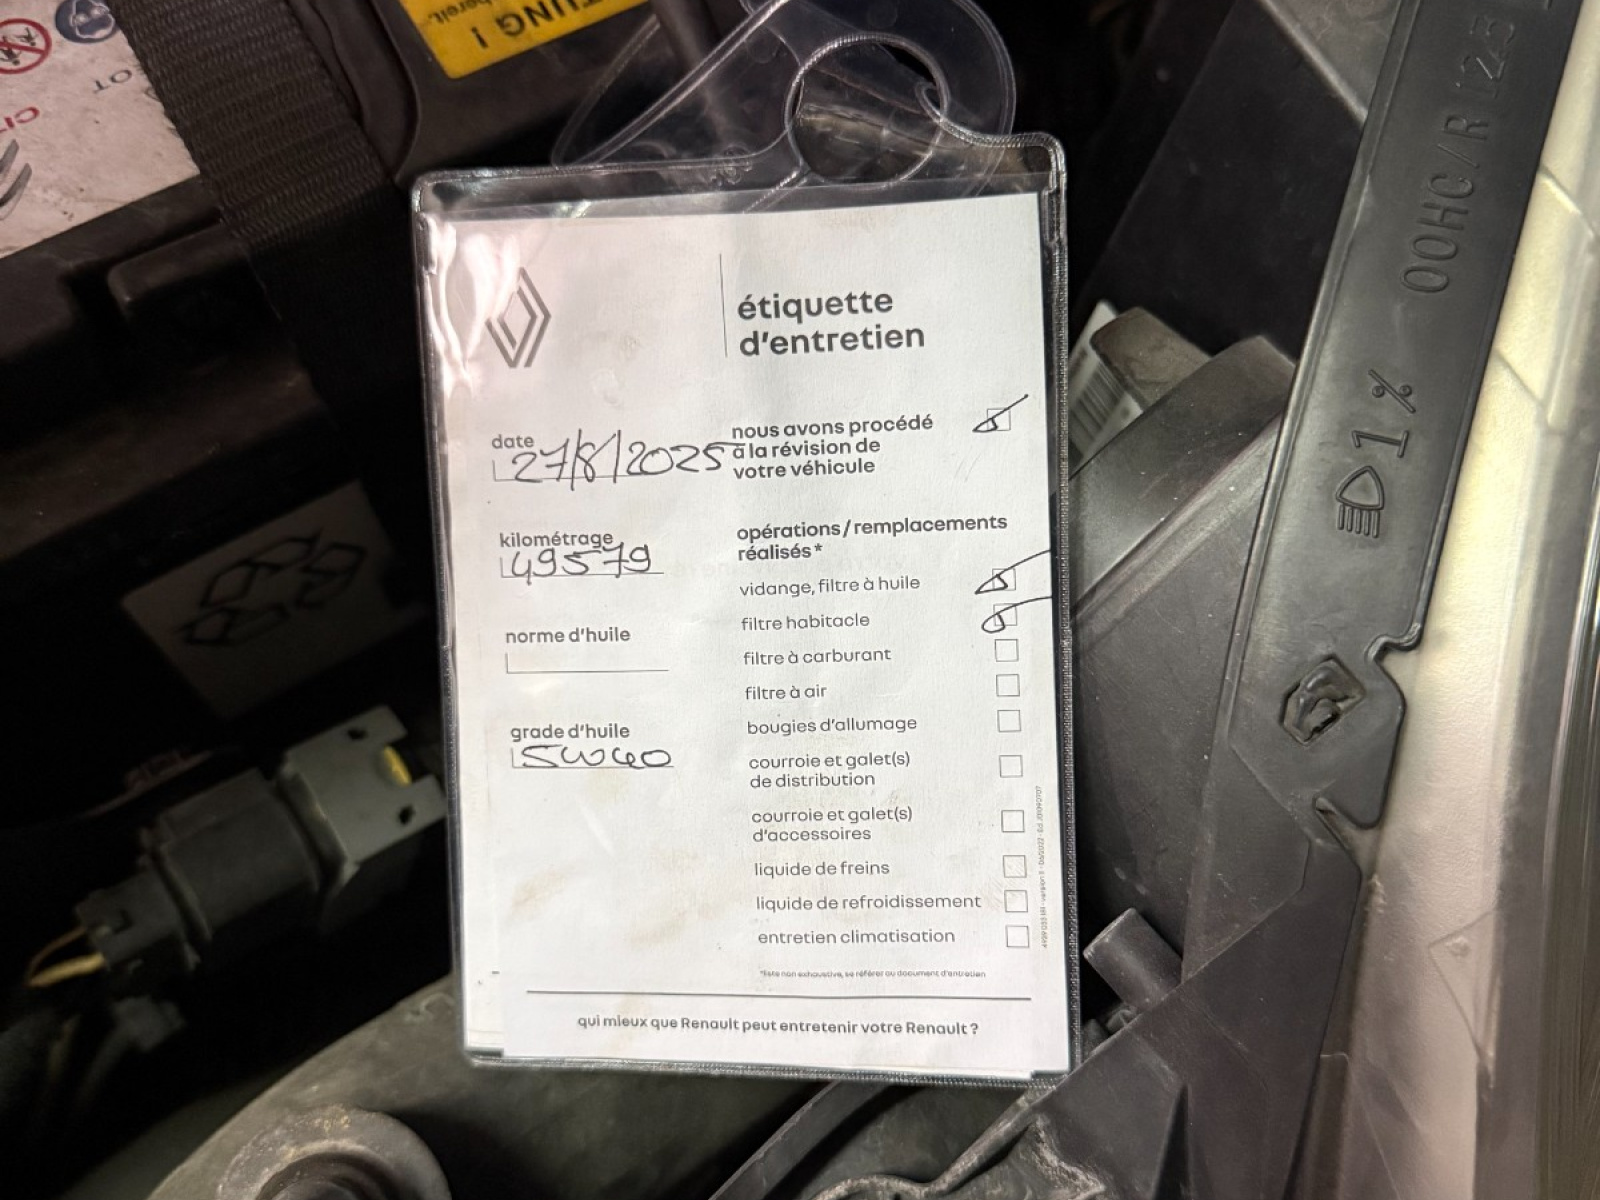 étiquette
d'entretien
date
27/8/2025
nous avons procédé
à la révision de
votre véhicule
kilométrage
49579
opérations/remplacements
réalisés*
vidange, filtre à huile
filtre habitacle
norme d'huile
filtre à carburant
filtre à air
bougies d'allumage
grade d'huile
5W40
courroie et galet(s)
de distribution
courroie et galet(s)
d'accessoires
liquide de freins
liquide de refroidissement
entretien climatisation
*liste non exhaustive, se référer au document d'entretien
qui mieux que Renault peut entretenir votre Renault ?
1%